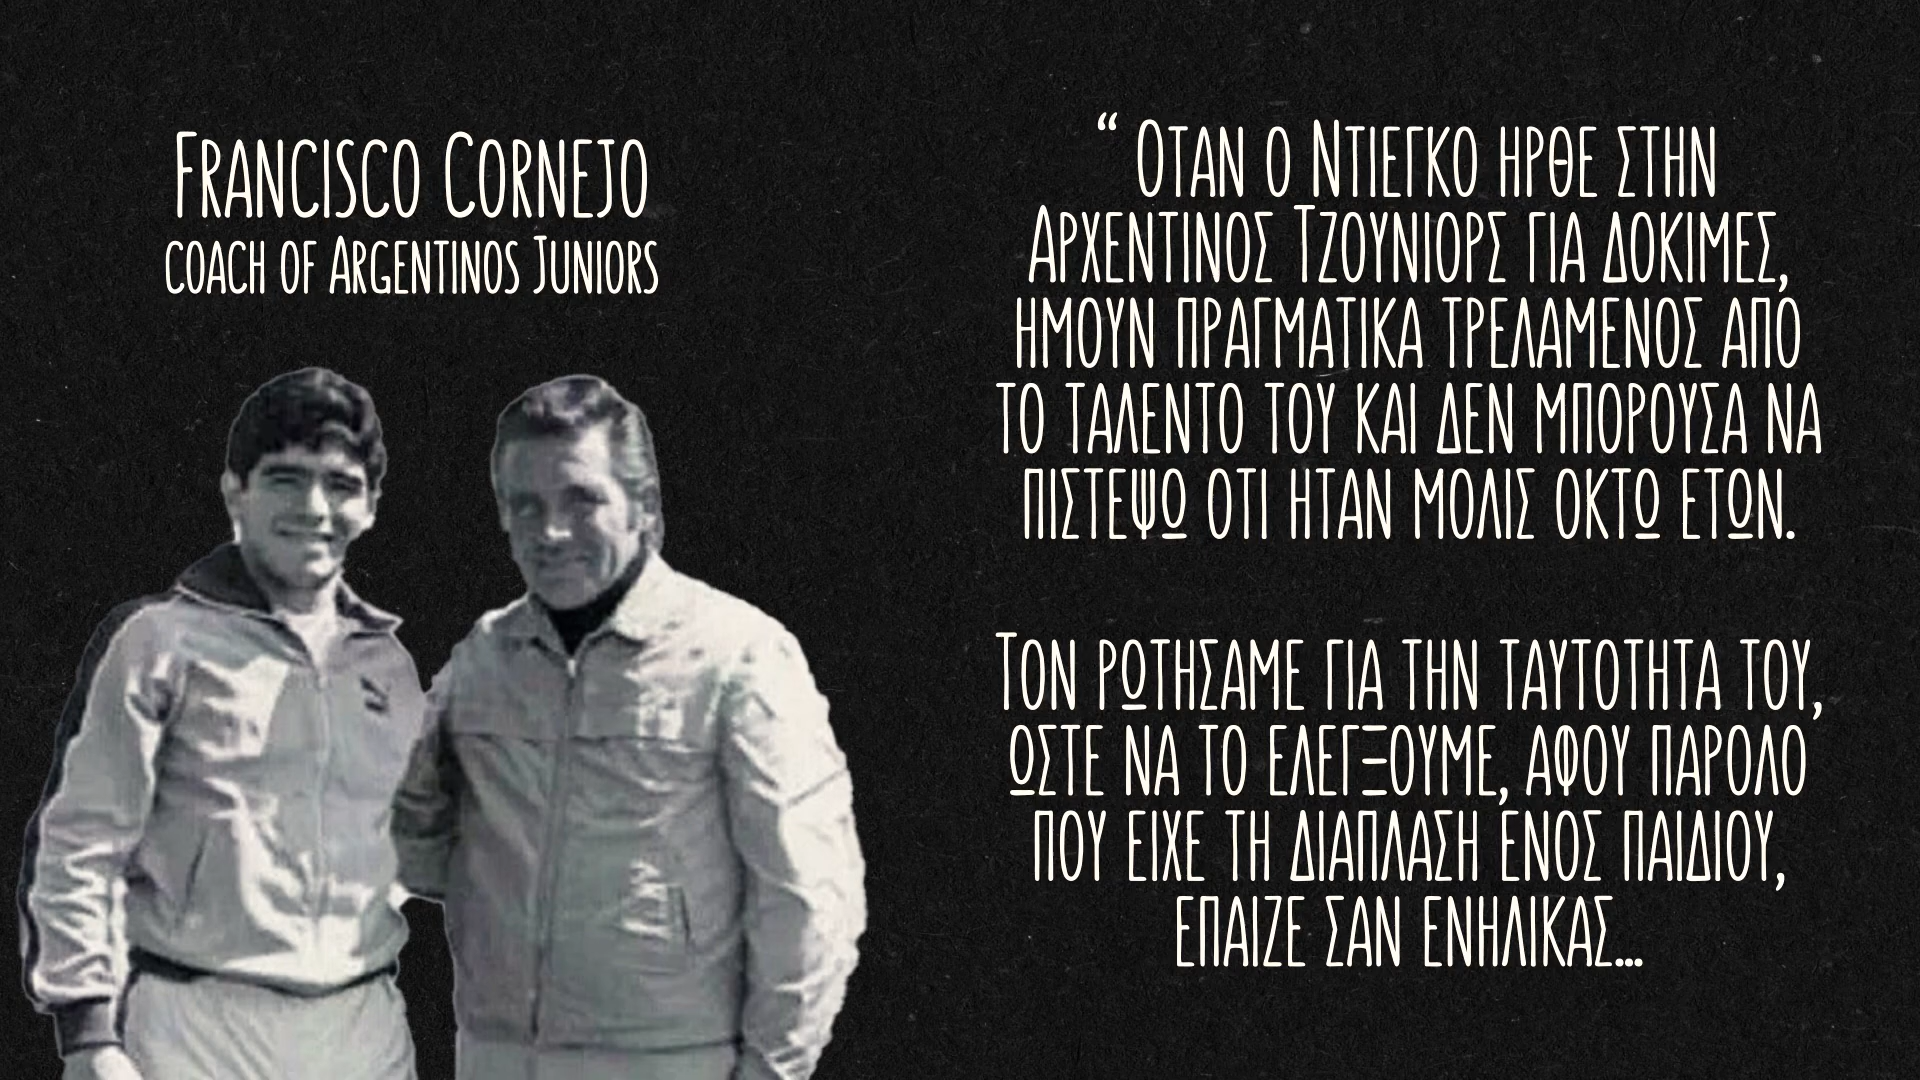 Francisco Cornejo
coach of Argentinos Juniors
“ Οταν ο Ντιεγκο ηρθε στην
Αρχεντινος Τζουνιορς για δοκιμες,
ημουν πραγματικα τρελαμενος απο
το ταλεντο του και δεν μπορουσα να
πιστεψω οτι ηταν μολις οκτω ετων.
Τον ρωτησαμε για την ταυτοτητα του,
ωστε να το ελεγξουμε, αφου παρολο
που ειχε τη διαπλαση ενος παιδιου,
επαιζε σαν ενηλικας...